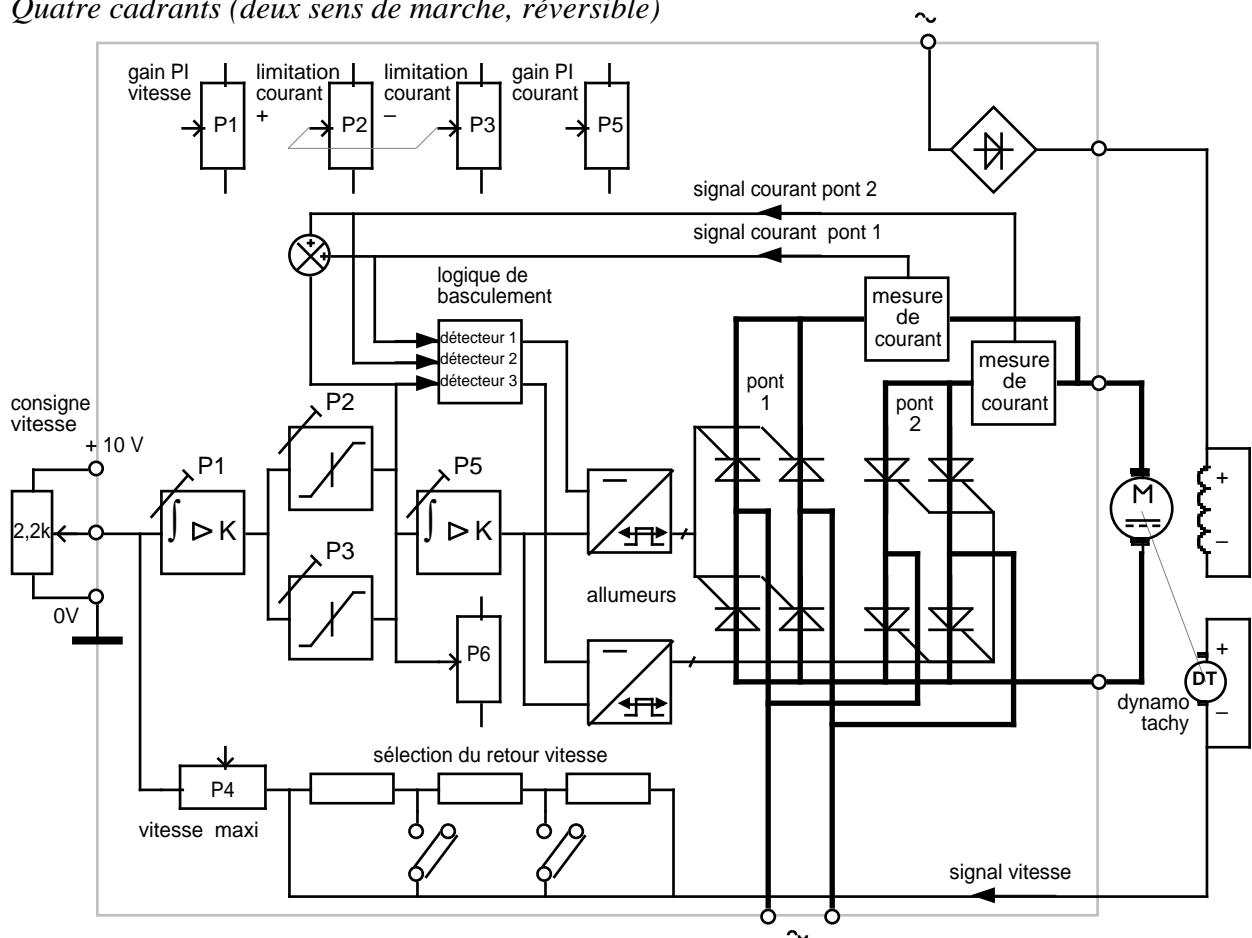 Quatre cadrants (deux sens de marche, réversible)
~
gain PI
vitesse
limitation
courant
+
limitation
courant
–
gain PI
courant
P1
P2
P3
P5
signal courant pont 2
signal courant pont 1
+
+
logique de
basculement
détecteur 1
détecteur 2
détecteur 3
mesure
de
courant
mesure
de
courant
pont
1
pont
2
consigne
vitesse
+ 10 V
2,2k
0V
P1
∫ ▷ K
P2
P3
P5
∫ ▷ K
P6
–
–
allumeurs
M
+
–
+
DT
–
dynamo
tachy
sélection du retour vitesse
P4
vitesse maxi
signal vitesse
~